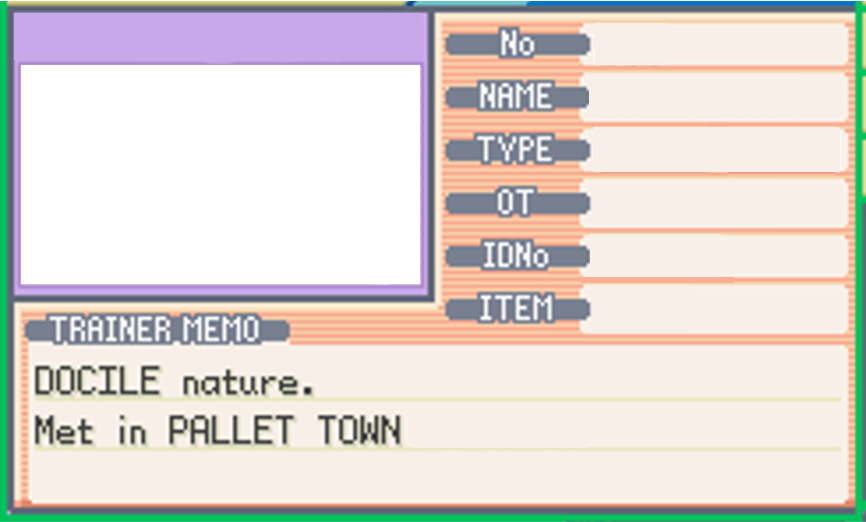 No
NAME
TYPE
OT
IDNo
ITEM
TRAINER MEMO
DOCILE nature.
Met in PALLET TOWN